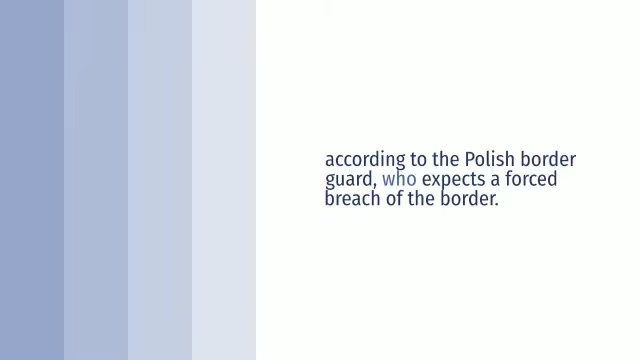 according to the Polish border
guard, who expects a forced
breach of the border.